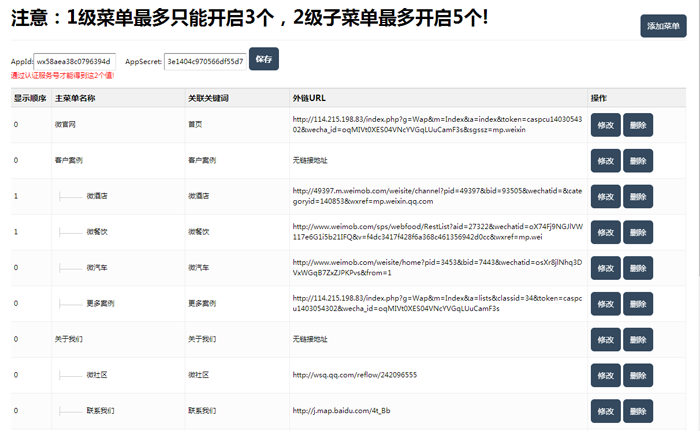 注意：1级菜单最多只能开启3个，2级子菜单最多开启5个!
添加菜单
AppId: wx58aea38c0796394d AppSecret: 3e1404c970566df55d7 保存
通过认证服务号才能得到这2个值!
显示顺序 主菜单名称 关联关键词 外链URL 操作
0 微官网 首页 http://114.215.198.83/index.php?g=Wap&m=Index&a=index&token=caspcu14030543
02&wecha_id=oqMIVt0XES04VNcYVGqLUuCamF3s&sgssz=mp.weixin 修改 删除
0 客户案例 客户案例 无链接地址 修改 删除
1 微酒店 微酒店 http://49397.m.weimob.com/weisite/channel?pid=49397&bid=93505&wechatid=&cate
goryid=140853&wxref=mp.weixin.qq.com 修改 删除
1 微餐饮 微餐饮 http://www.weimob.com/sps/webfood/RestList?aid=27322&wechatid=oX74Fj9NGJlVW
117e6G1i5b21IFQ&v=f4dc3417f428f6a368c461356942d0cc&wxref=mp.wei 修改 删除
0 微汽车 微汽车 http://www.weimob.com/weisite/home?pid=3453&bid=7443&wechatid=osXr8jlNhq3D
VxWGqB7ZxZJPKPvs&from=1 修改 删除
0 更多案例 更多案例 http://114.215.198.83/index.php?g=Wap&m=Index&a=lists&classid=34&token=caspc
u1403054302&wecha_id=oqMIVt0XES04VNcYVGqLUuCamF3s 修改 删除
0 关于我们 关于我们 无链接地址 修改 删除
0 微社区 微社区 http://wsq.qq.com/reflow/242096555 修改 删除
0 联系我们 联系我们 http://j.map.baidu.com/4t_Bb 修改 删除